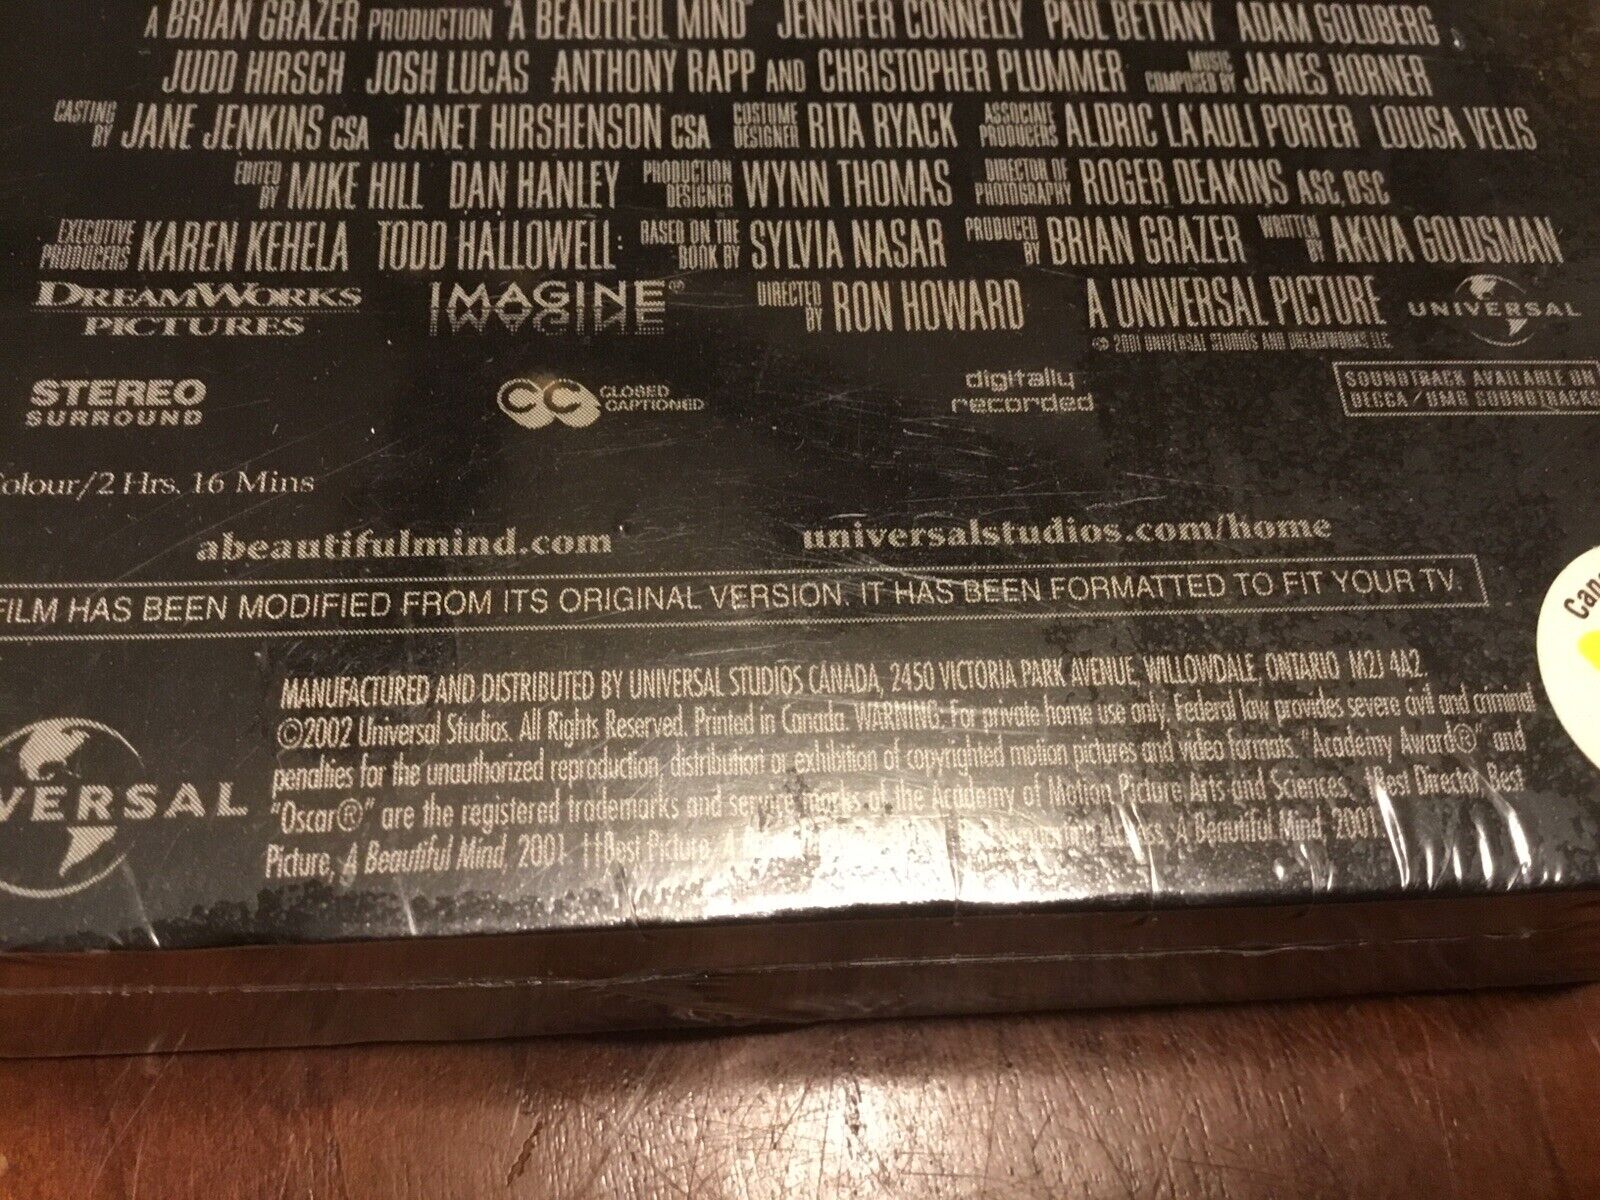 A BRIAN GRAZER PRODUCTION "A BEAUTIFUL MIND" JENNIFER CONNELLY PAUL BETTANY ADAM GOLDBERG
JUDD HIRSCH JOSH LUCAS ANTHONY RAPP AND CHRISTOPHER PLUMMER MUSIC COMPOSED BY JAMES HORNER
CASTING BY JANE JENKINS CSA JANET HIRSHENSON CSA COSTUME DESIGNER RITA RYACK ASSOCIATE PRODUCERS ALDRIC LA'AULI PORTER LOUISA VELIS
EDITED BY MIKE HILL DAN HANLEY PRODUCTION DESIGNER WYNN THOMAS DIRECTOR OF PHOTOGRAPHY ROGER DEAKINS ASC, BSC
EXECUTIVE PRODUCERS KAREN KEHELA TODD HALLOWELL BASED ON THE BOOK BY SYLVIA NASAR PRODUCED BY BRIAN GRAZER WRITTEN BY AKIVA GOLDSMAN
DREAMWORKS PICTURES IMAGINE® DIRECTED BY RON HOWARD A UNIVERSAL PICTURE UNIVERSAL
© 2001 UNIVERSAL STUDIOS AND DREAMWORKS LLC
STEREO SURROUND CC CLOSED CAPTIONED digitally recorded SOUNDTRACK AVAILABLE ON DECCA/UMG SOUNDTRACKS
Colour/2 Hrs. 16 Mins
abeautifulmind.com universalstudios.com/home
FILM HAS BEEN MODIFIED FROM ITS ORIGINAL VERSION. IT HAS BEEN FORMATTED TO FIT YOUR TV.
MANUFACTURED AND DISTRIBUTED BY UNIVERSAL STUDIOS CANADA, 2450 VICTORIA PARK AVENUE, WILLOWDALE, ONTARIO M2J 4A2.
©2002 Universal Studios. All Rights Reserved. Printed in Canada. WARNING: For private home use only. Federal law provides severe civil and criminal
penalties for the unauthorized reproduction, distribution or exhibition of copyrighted motion pictures and video formats. "Academy Award®" and
"Oscar®" are the registered trademarks and service marks of the Academy of Motion Picture Arts and Sciences. †Best Director, Best
Picture, A Beautiful Mind, 2001 ††Best Picture, A Beautiful Mind, 2001
VERSAL